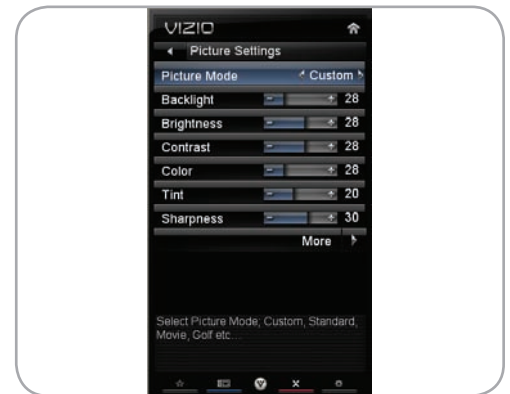 VIZIO
Picture Settings
Picture Mode Custom
Backlight 28
Brightness 28
Contrast 28
Color 28
Tint 20
Sharpness 30
More
Select Picture Mode; Custom, Standard,
Movie, Golf etc...